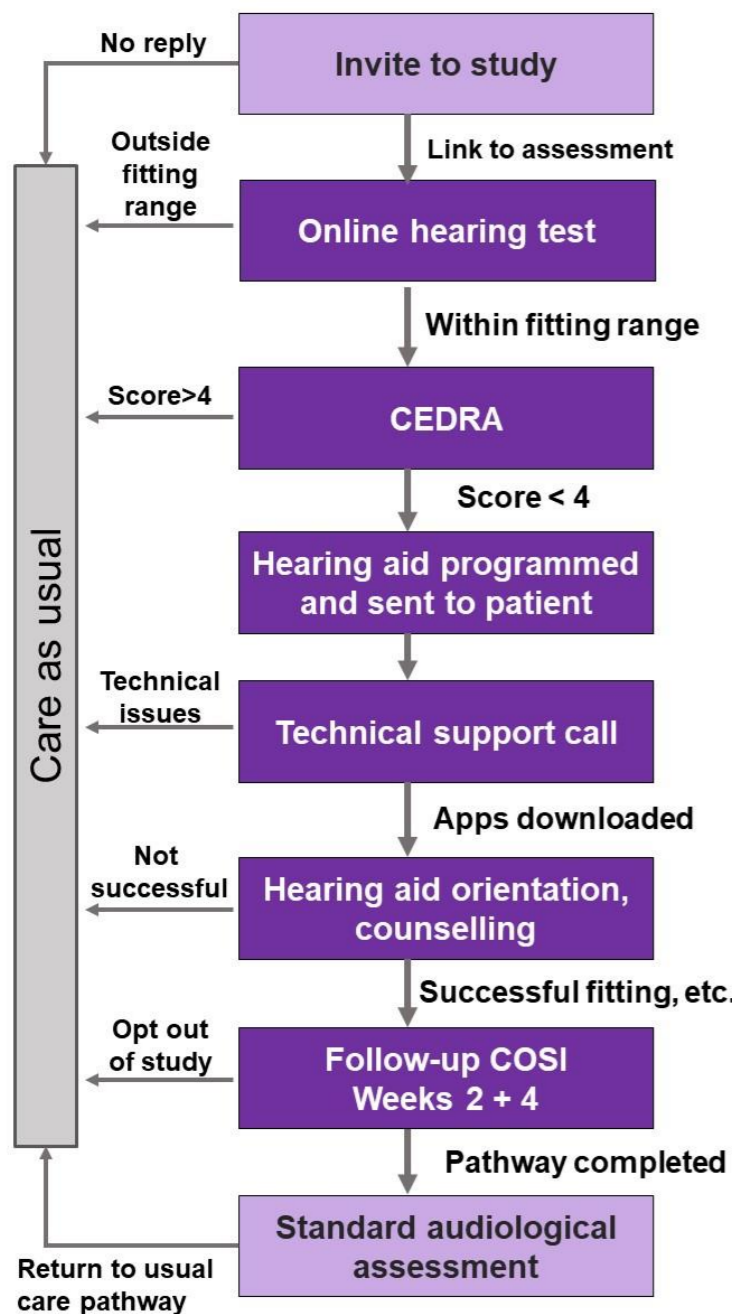 No reply
Invite to study
Link to assessment
Outside
fitting
range
Online hearing test
Within fitting range
Score>4
CEDRA
Score < 4
Hearing aid programmed
and sent to patient
Care as usual
Technical
issues
Technical support call
Apps downloaded
Not
successful
Hearing aid orientation,
counselling
Successful fitting, etc.
Opt out
of study
Follow-up COSI
Weeks 2 + 4
Pathway completed
Standard audiological
assessment
Return to usual
care pathway